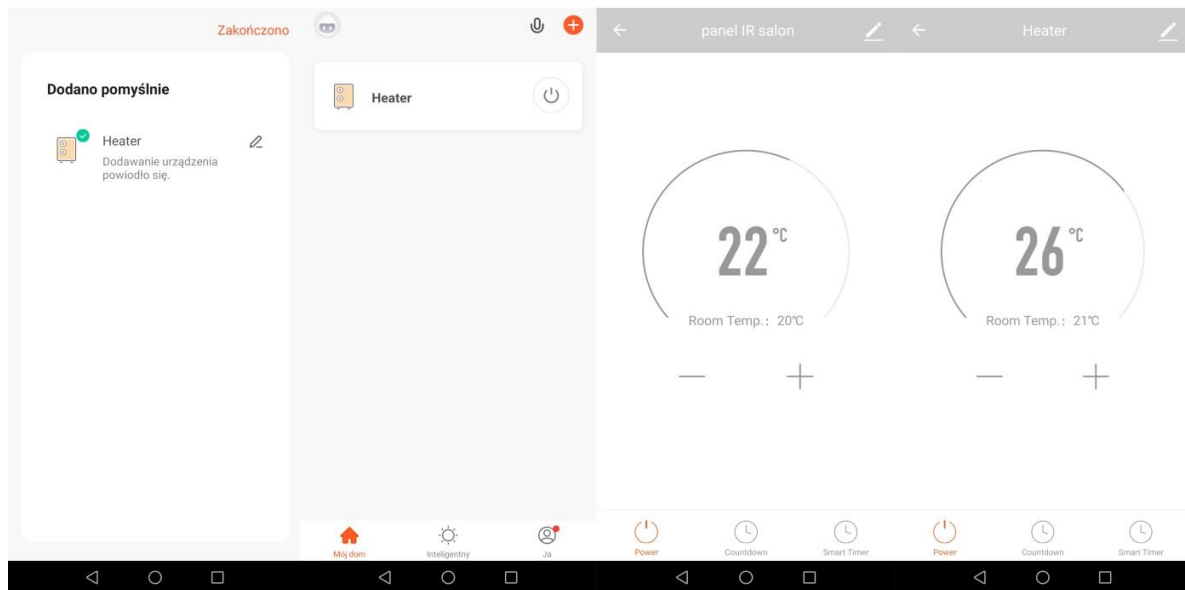 Zakończono
Dodano pomyślnie
Heater
Dodawanie urządzenia
powiodło się.
Heater
Mój dom
Inteligentny
Ja
panel IR salon
22 °C
Room Temp.: 20°C
Power
Countdown
Smart Timer
Heater
26 °C
Room Temp.: 21°C
Power
Countdown
Smart Timer